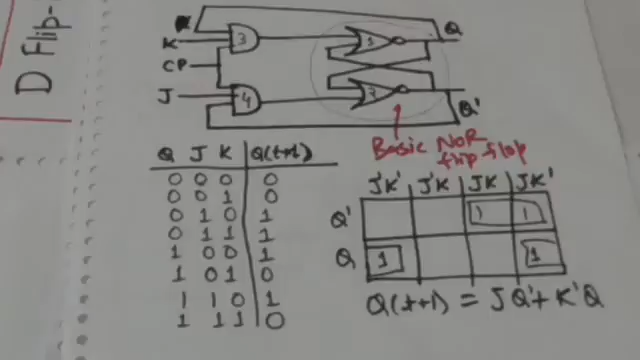 D Flip-
Q
K
3
1
CP
J
4
2
Q'
Basic NOR
flip flop
Q J K Q(t+1)
0 0 0 0
0 0 1 0
0 1 0 1
0 1 1 1
1 0 0 1
1 0 1 0
1 1 0 1
1 1 1 0
J'K' J'K JK JK'
Q' 1 1
Q 1 1
Q(t+1) = JQ'+K'Q